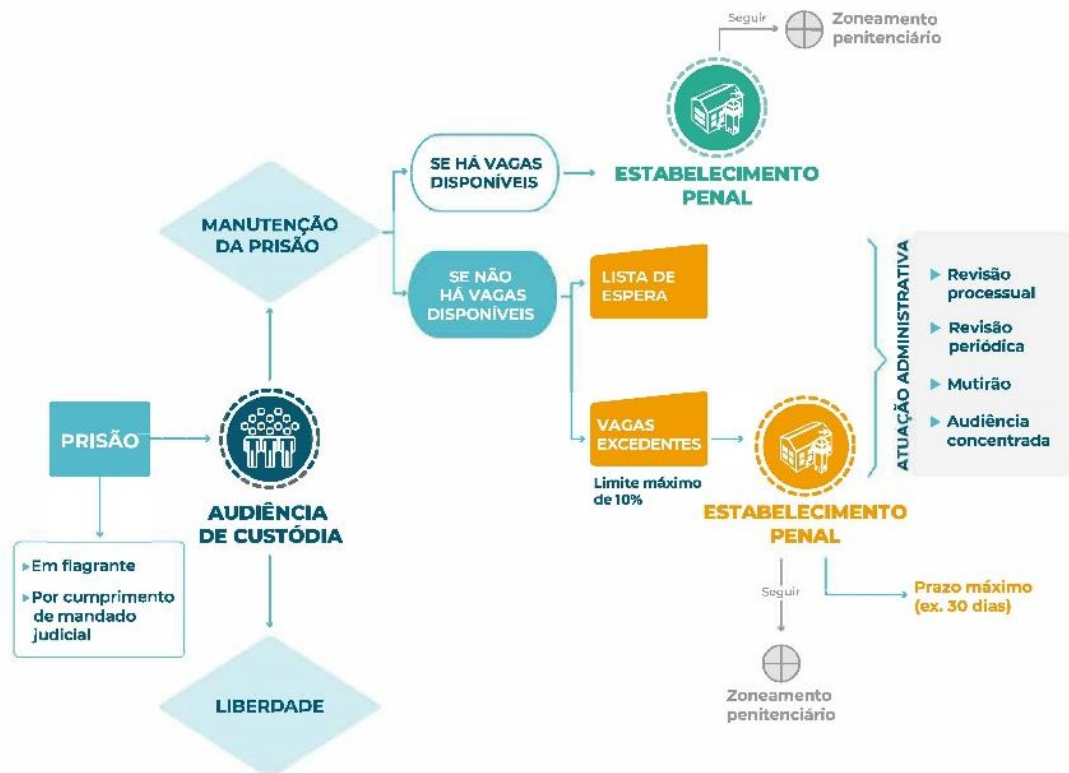 Seguir
Zoneamento
penitenciário
SE HÁ VAGAS
DISPONÍVEIS
ESTABELECIMENTO
PENAL
MANUTENÇÃO
DA PRISÃO
SE NÃO
HÁ VAGAS
DISPONÍVEIS
LISTA DE
ESPERA
ATUAÇÃO ADMINISTRATIVA
Revisão
processual
Revisão
periódica
Mutirão
Audiência
concentrada
PRISÃO
VAGAS
EXCEDENTES
Limite máximo
de 10%
ESTABELECIMENTO
PENAL
AUDIÊNCIA
DE CUSTÓDIA
Em flagrante
Por cumprimento
de mandado
judicial
Seguir
Prazo máximo
(ex. 30 dias)
Zoneamento
penitenciário
LIBERDADE